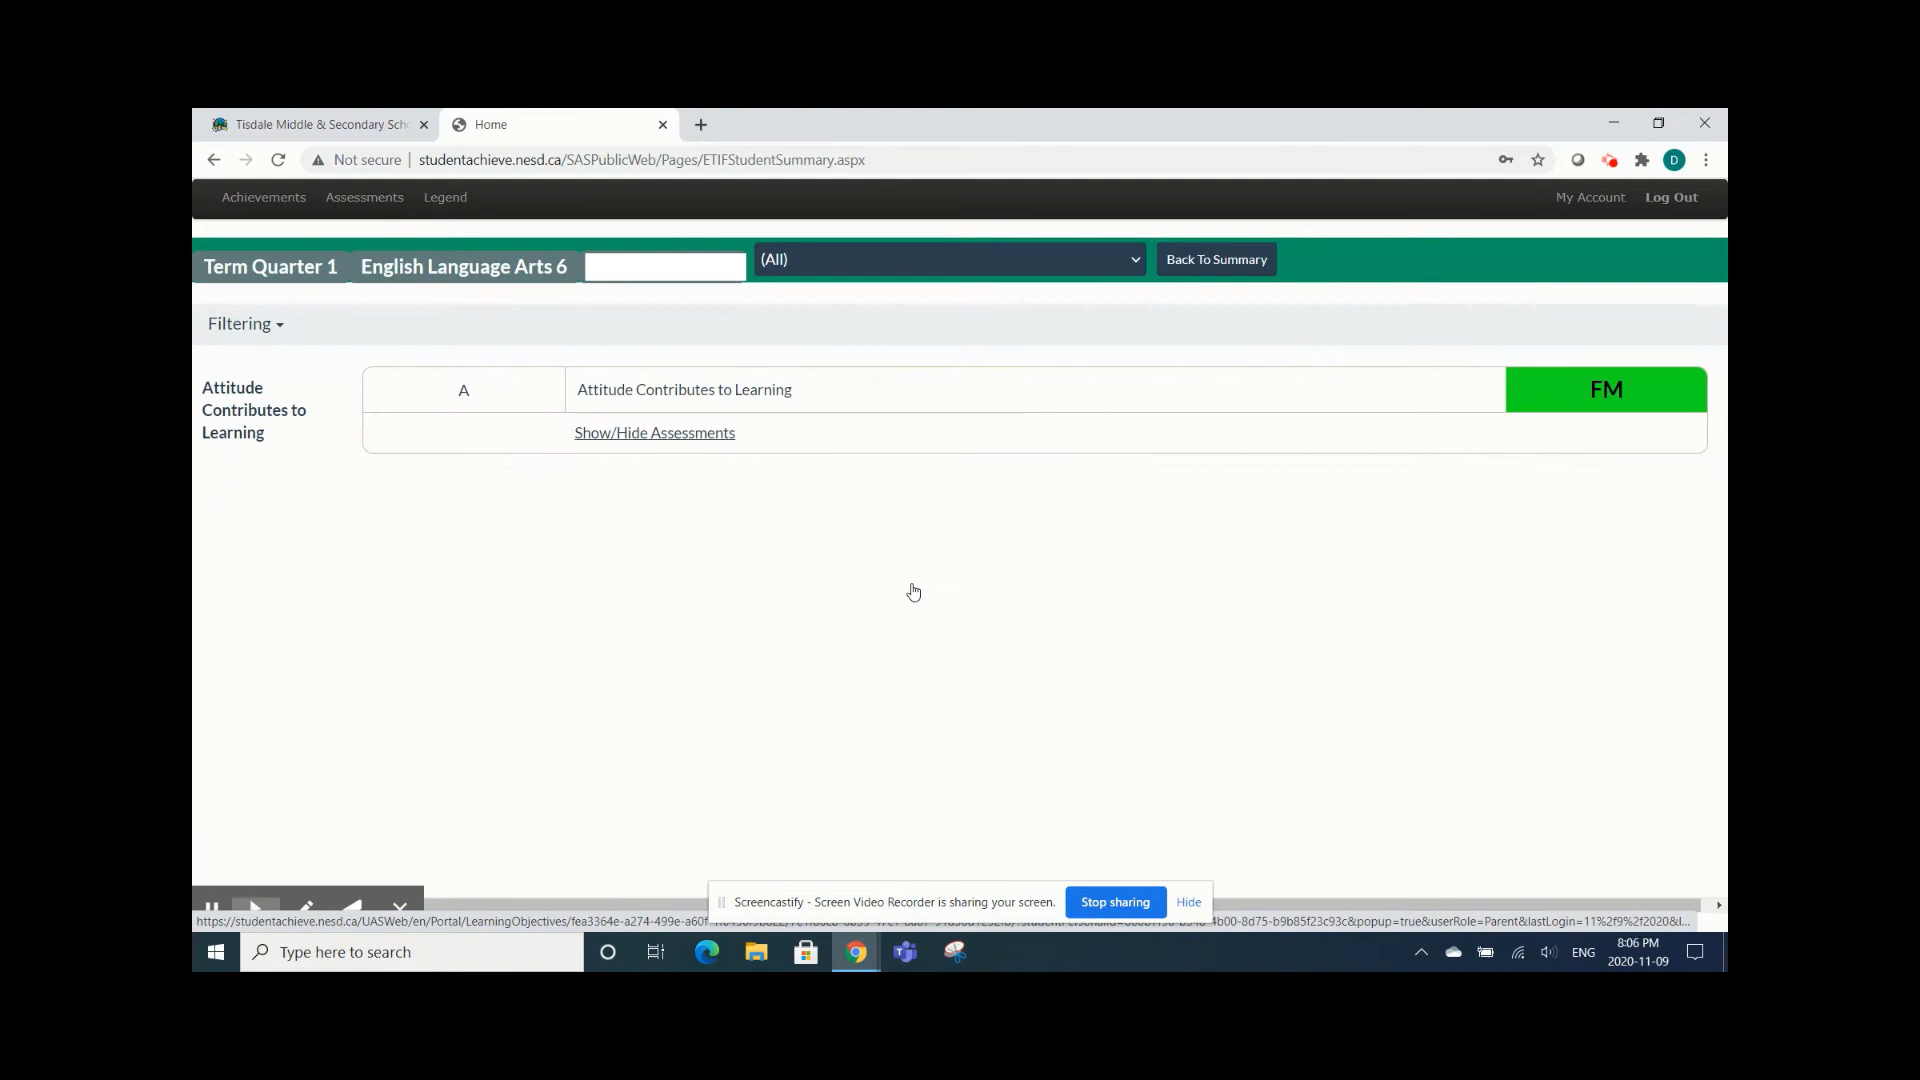 Tisdale Middle & Secondary Scho
Home
Not secure
studentachieve.nesd.ca/SASPublicWeb/Pages/ETIFStudentSummary.aspx
D
Achievements
Assessments
Legend
My Account
Log Out
Term Quarter 1
English Language Arts 6
(All)
Back To Summary
Filtering
Attitude
Contributes to
Learning
A
Attitude Contributes to Learning
FM
Show/Hide Assessments
Screencastify - Screen Video Recorder is sharing your screen.
Stop sharing
Hide
Type here to search
ENG
8:06 PM
2020-11-09